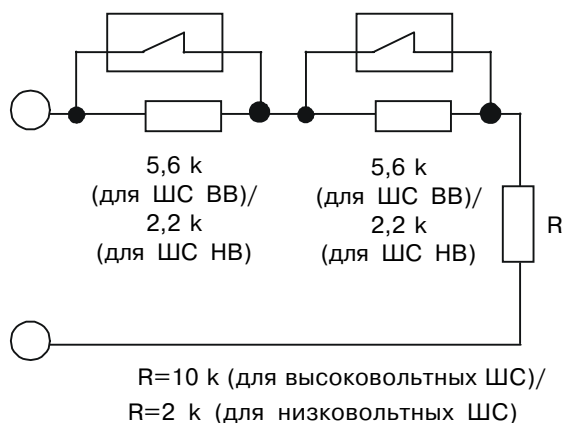 5,6 k
(для ШС ВВ)/
2,2 k
(для ШС НВ)
5,6 k
(для ШС ВВ)/
2,2 k
(для ШС НВ)
R
R=10 k (для высоковольтных ШС)/
R=2 k (для низковольтных ШС)